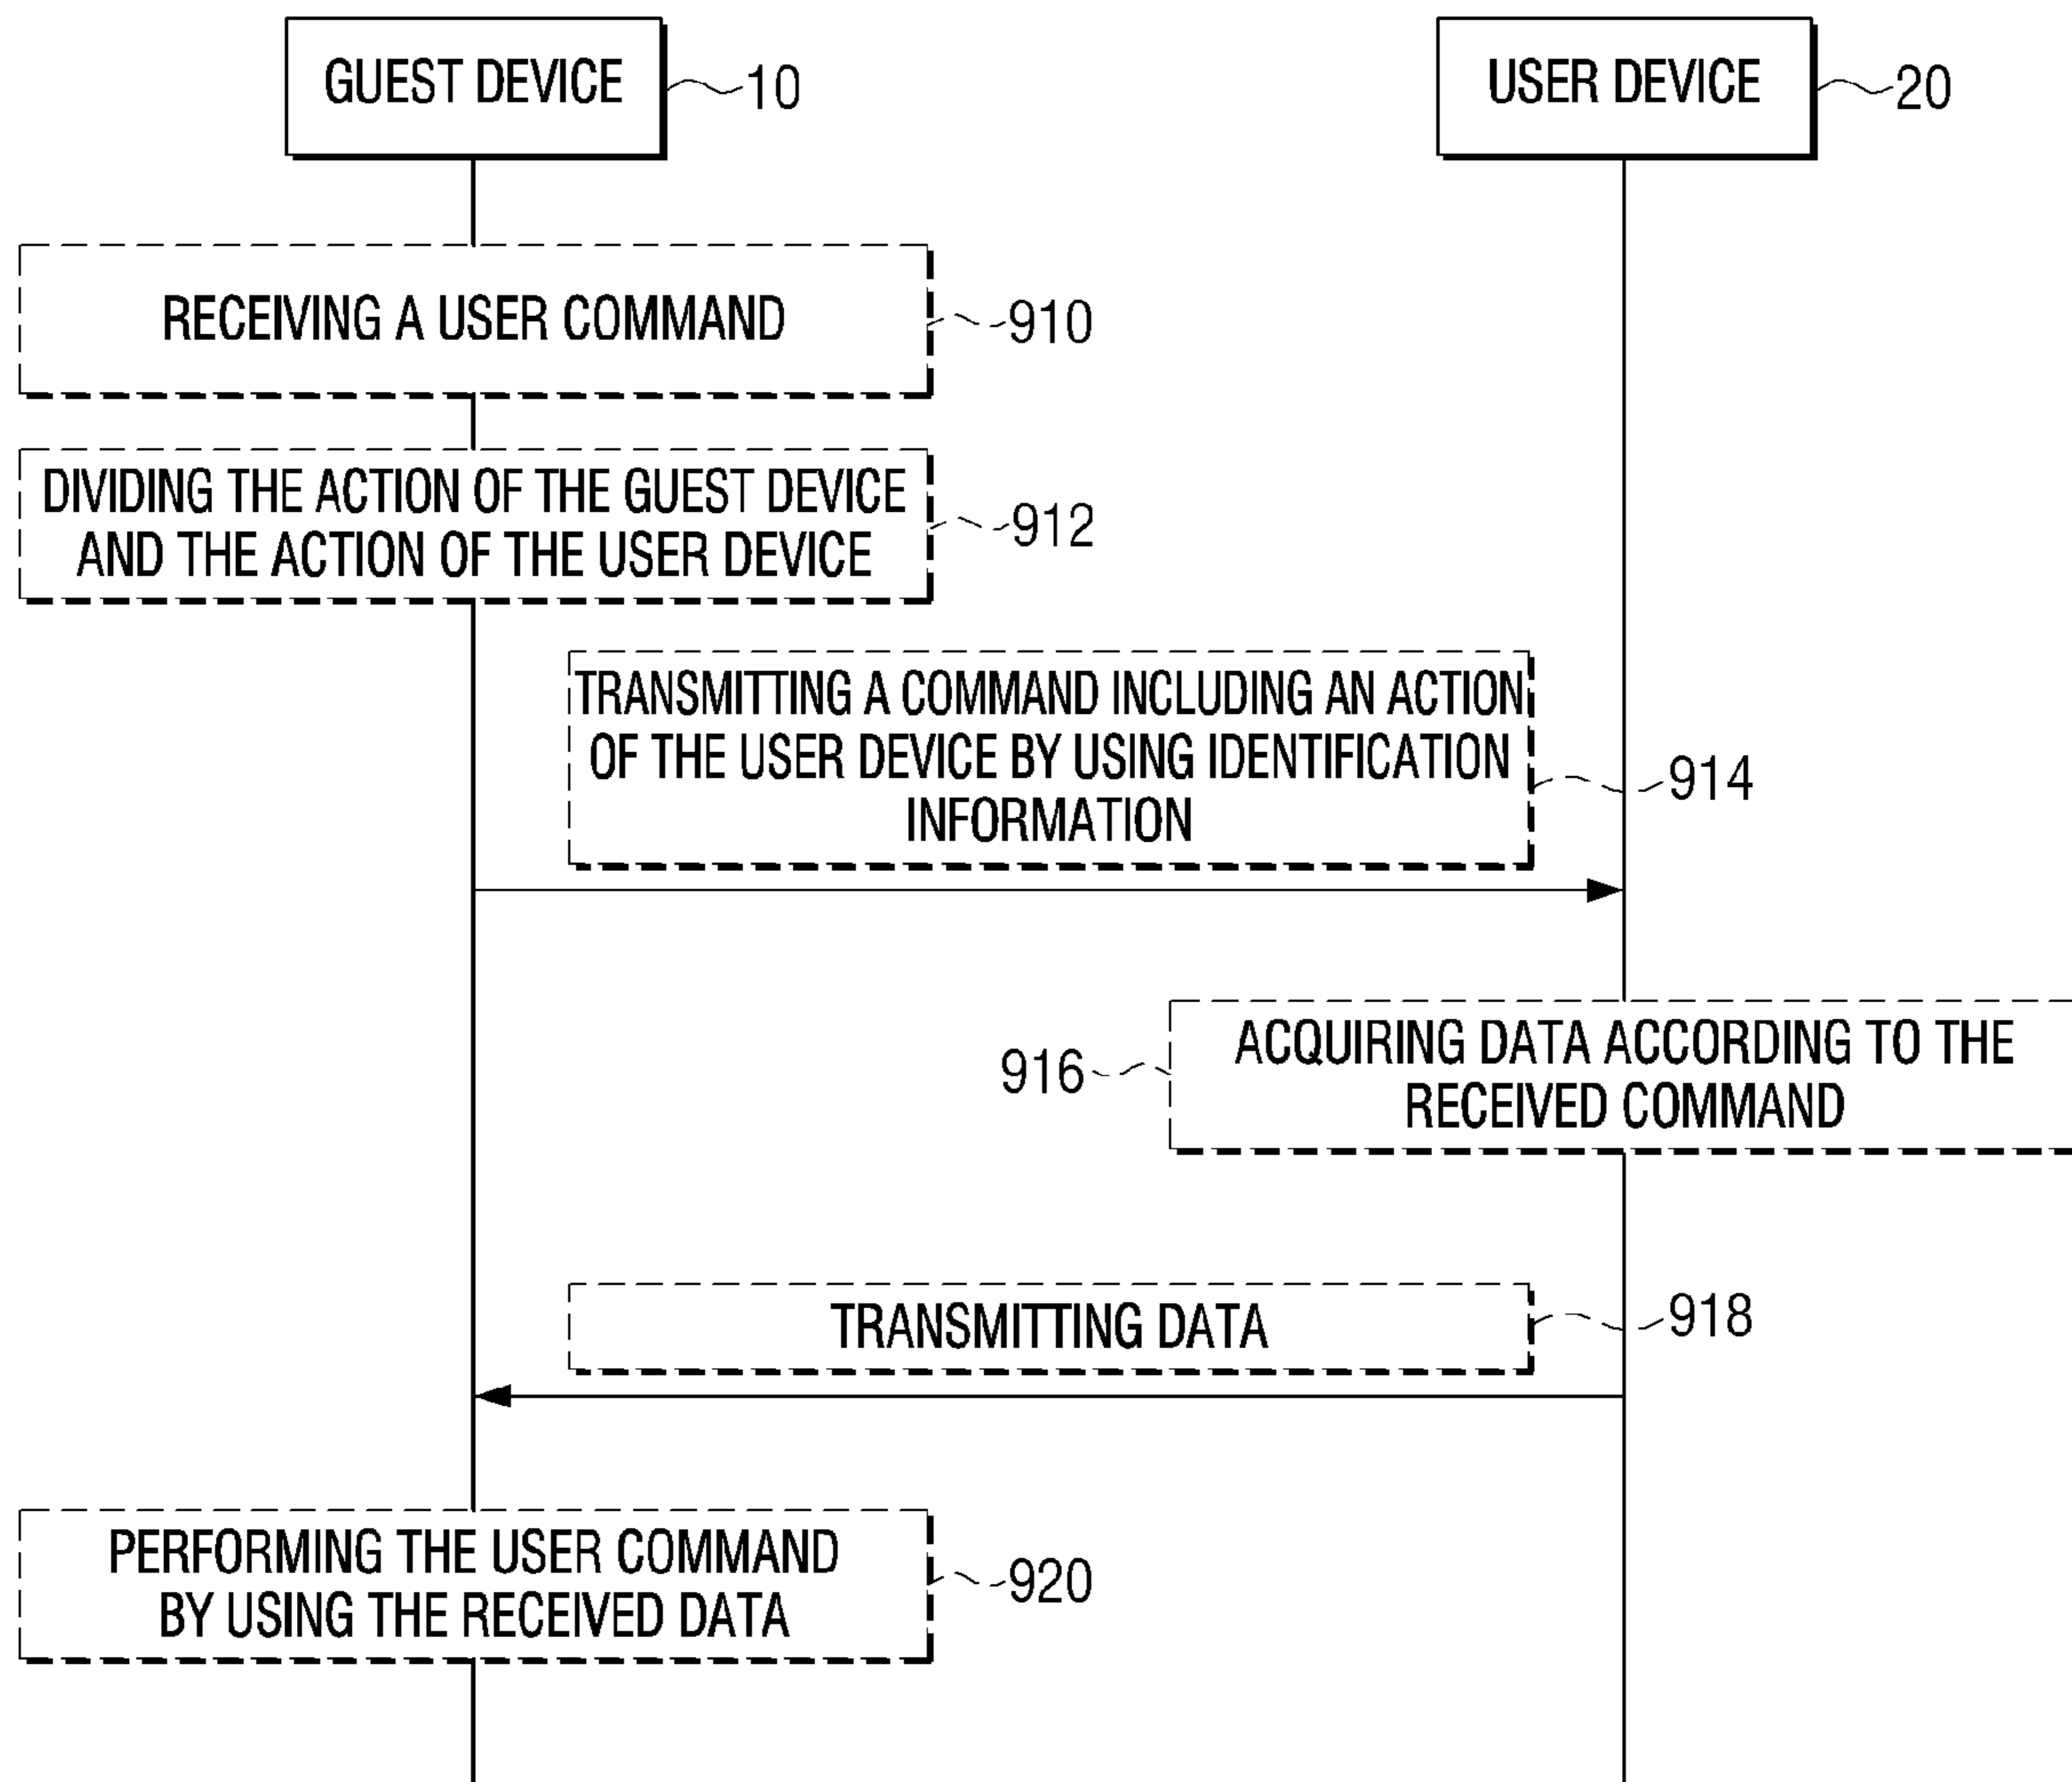 GUEST DEVICE
10
USER DEVICE
20
RECEIVING A USER COMMAND
910
DIVIDING THE ACTION OF THE GUEST DEVICE
AND THE ACTION OF THE USER DEVICE
912
TRANSMITTING A COMMAND INCLUDING AN ACTION
OF THE USER DEVICE BY USING IDENTIFICATION
INFORMATION
914
916
ACQUIRING DATA ACCORDING TO THE
RECEIVED COMMAND
TRANSMITTING DATA
918
PERFORMING THE USER COMMAND
BY USING THE RECEIVED DATA
920